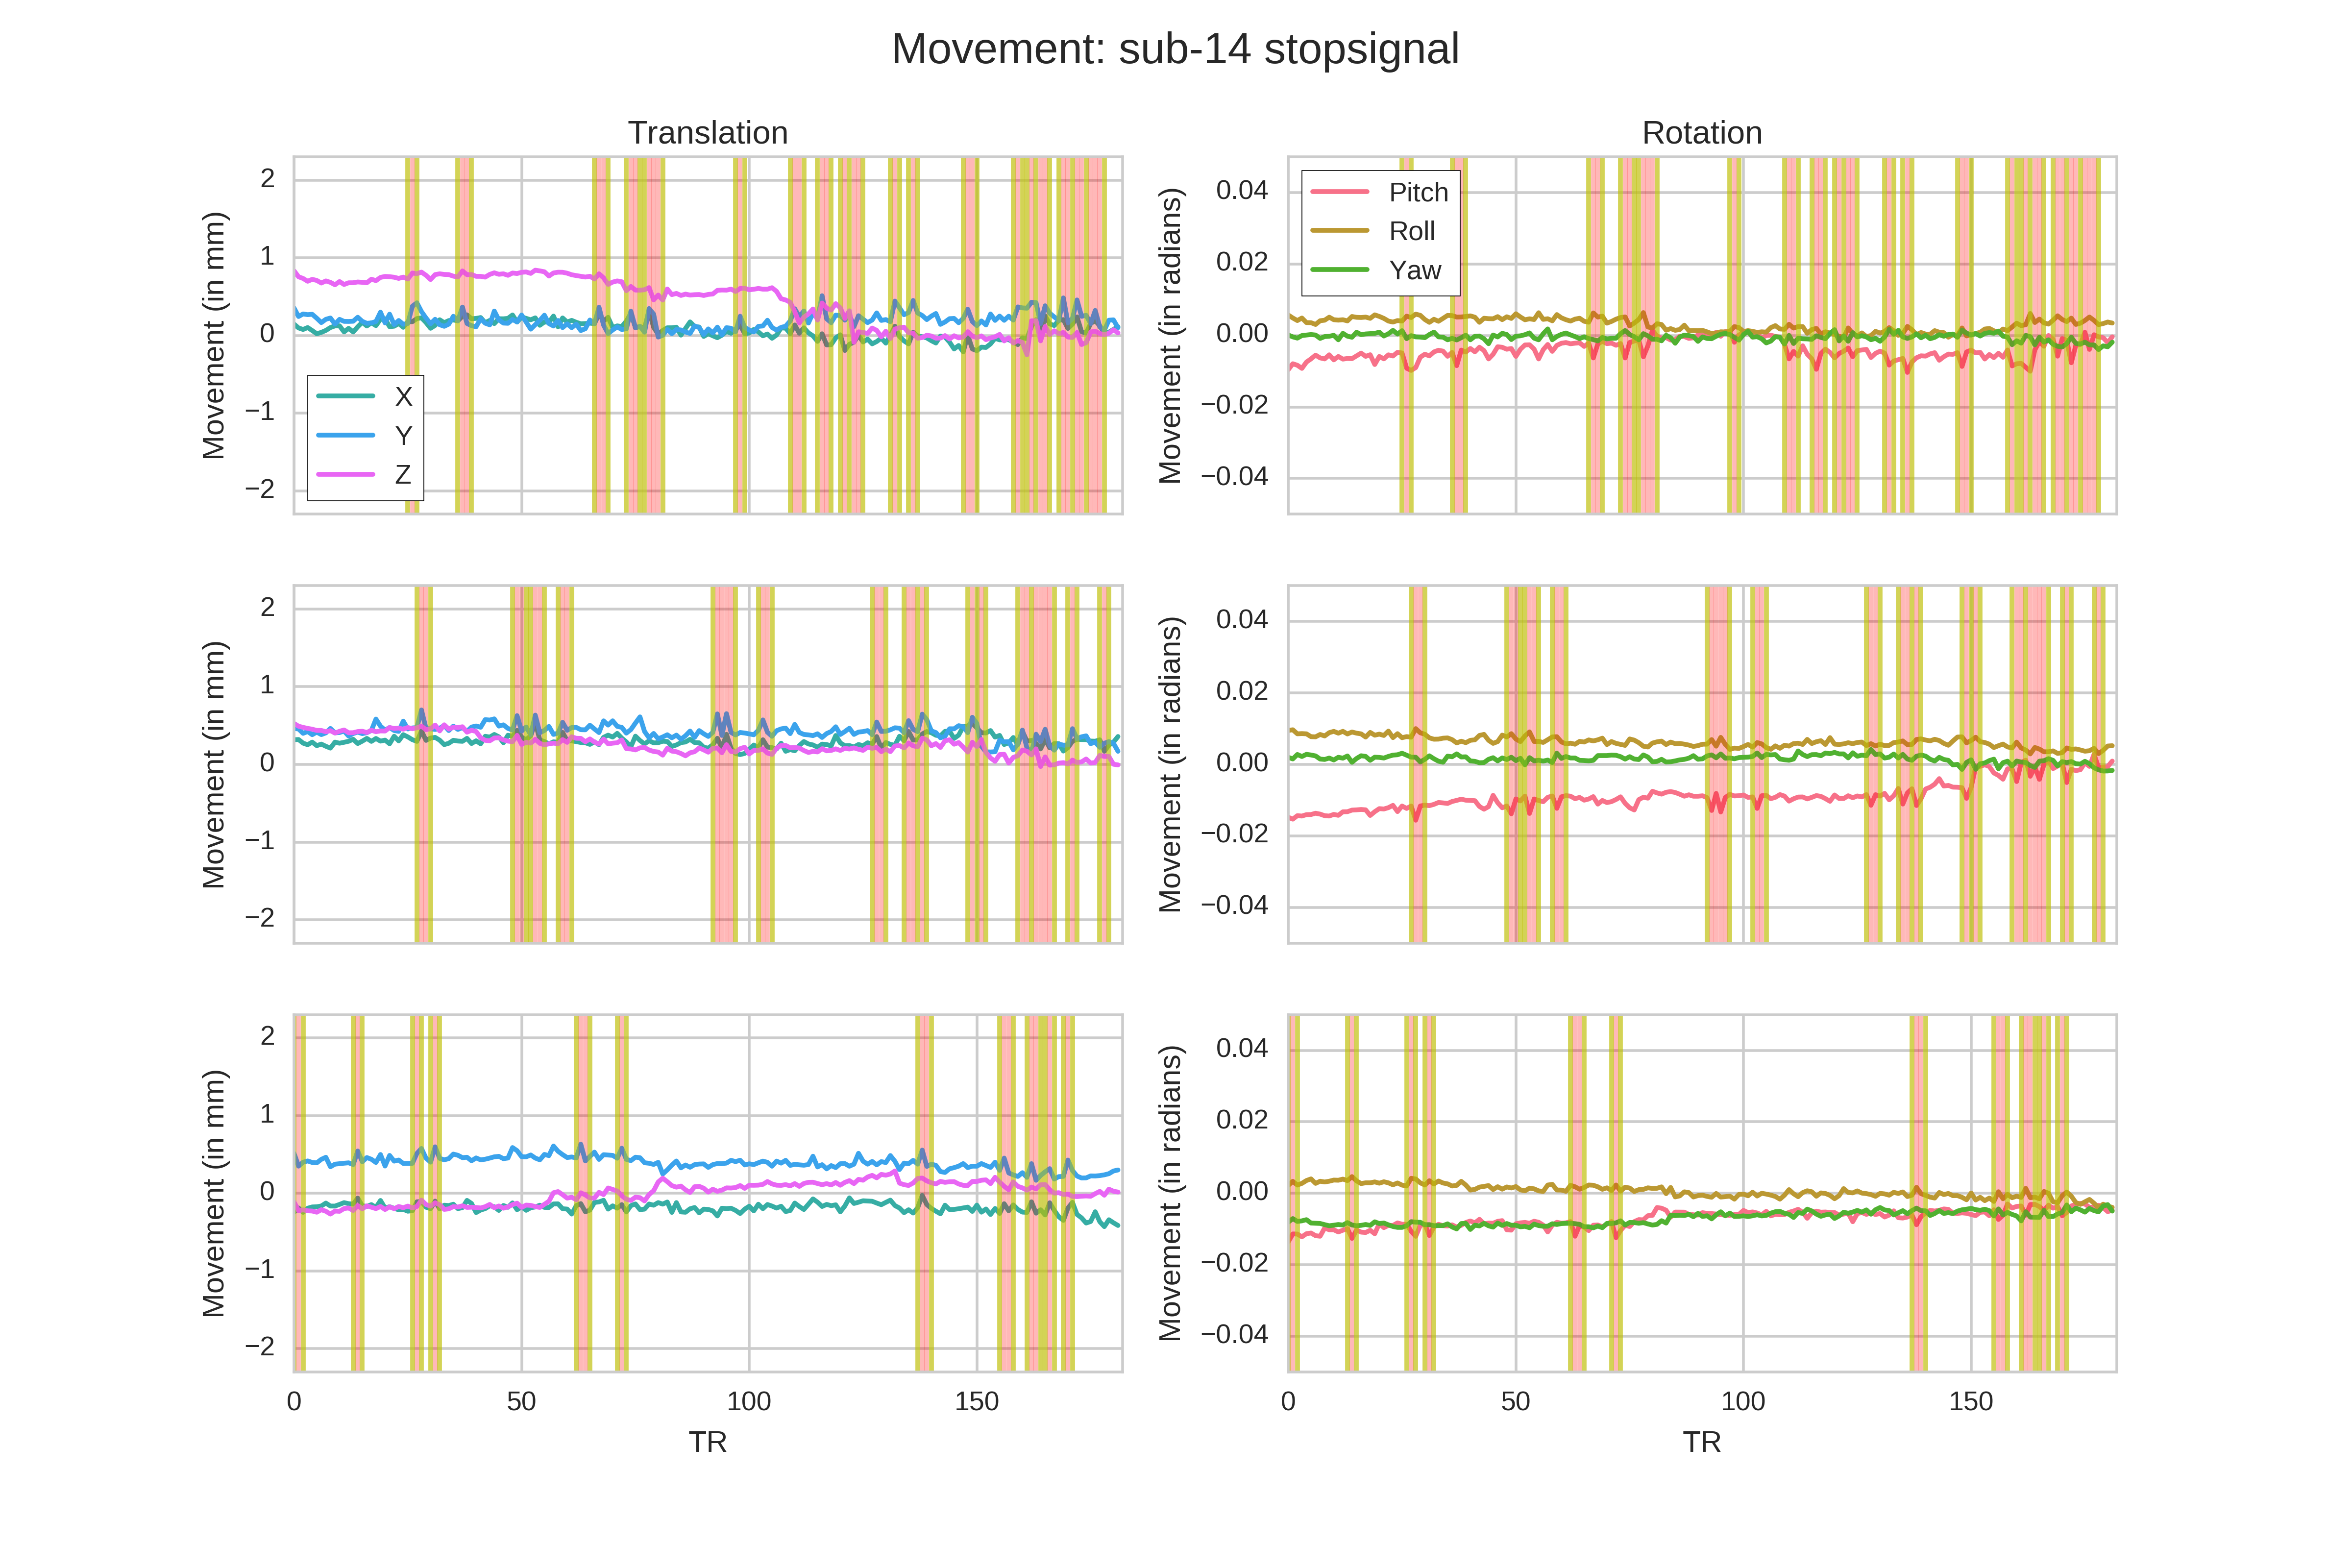 Movement: sub-14 stopsignal
Translation
Rotation
Movement (in mm)
2
1
0
−1
−2
X
Y
Z
Movement (in radians)
0.04
0.02
0.00
−0.02
−0.04
Pitch
Roll
Yaw
Movement (in mm)
2
1
0
−1
−2
Movement (in radians)
0.04
0.02
0.00
−0.02
−0.04
Movement (in mm)
2
1
0
−1
−2
0 50 100 150
TR
Movement (in radians)
0.04
0.02
0.00
−0.02
−0.04
0 50 100 150
TR